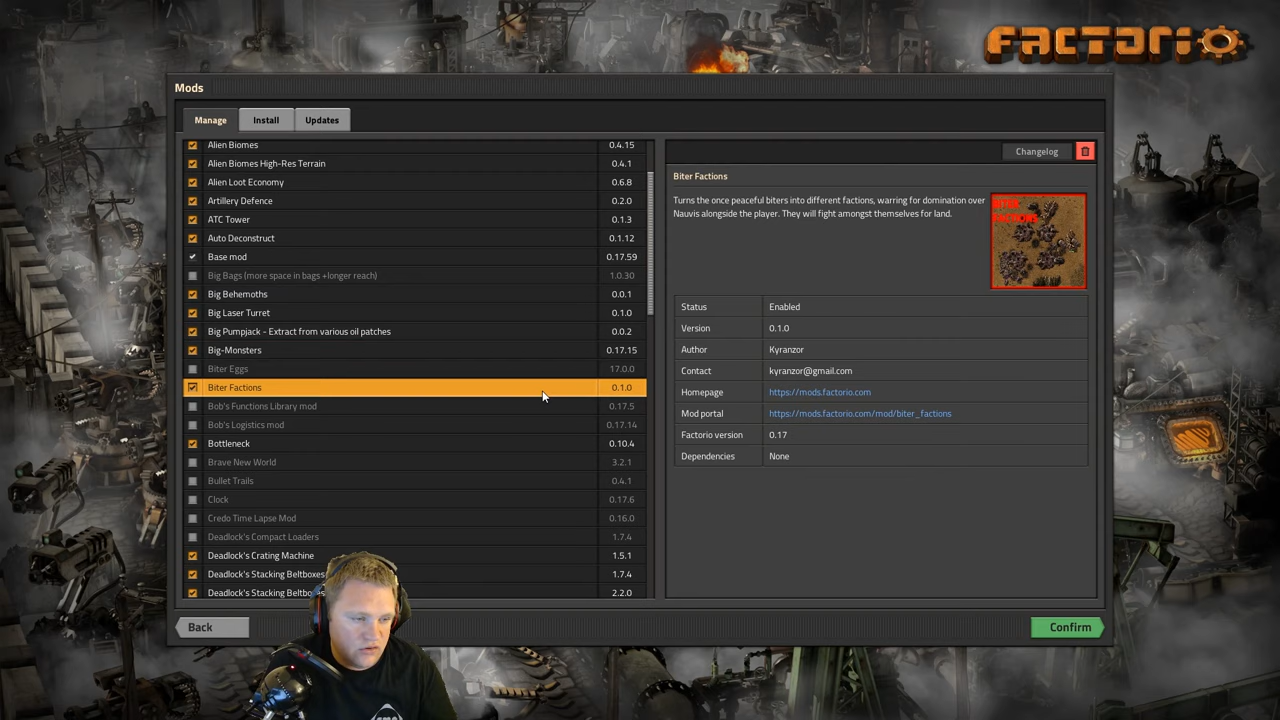 FACTORIO
Mods
Manage Install Updates
Alien Biomes 0.4.15
Alien Biomes High-Res Terrain 0.4.1
Alien Loot Economy 0.6.8
Artillery Defence 0.2.0
ATC Tower 0.1.3
Auto Deconstruct 0.1.12
Base mod 0.17.59
Big Bags (more space in bags +longer reach) 1.0.30
Big Behemoths 0.0.1
Big Laser Turret 0.1.0
Big Pumpjack - Extract from various oil patches 0.0.2
Big-Monsters 0.17.15
Biter Eggs 17.0.0
Biter Factions 0.1.0
Bob's Functions Library mod 0.17.5
Bob's Logistics mod 0.17.14
Bottleneck 0.10.4
Brave New World 3.2.1
Bullet Trails 0.4.1
Clock 0.17.6
Credo Time Lapse Mod 0.16.0
Deadlock's Compact Loaders 1.7.4
Deadlock's Crating Machine 1.5.1
Deadlock's Stacking Beltboxes 1.7.4
Deadlock's Stacking 2.2.0
Changelog
Biter Factions
Turns the once peaceful biters into different factions, warring for domination over
Nauvis alongside the player. They will fight amongst themselves for land.
BITER
FACTIONS
Status Enabled
Version 0.1.0
Author Kyranzor
Contact kyranzor@gmail.com
Homepage https://mods.factorio.com
Mod portal https://mods.factorio.com/mod/biter_factions
Factorio version 0.17
Dependencies None
Back
Confirm